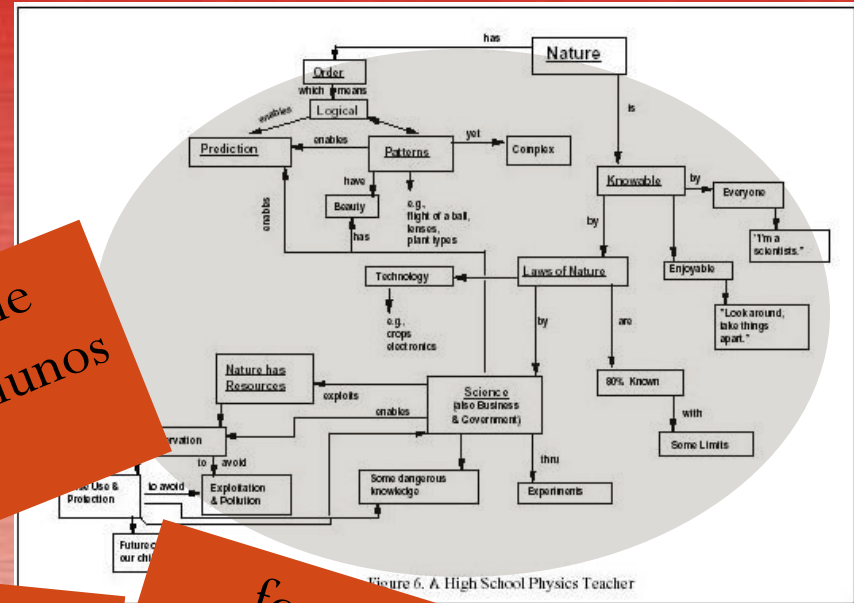 has
Nature
Order
which means
is
enables
Logical
Prediction
enables
Patterns
yet
Complex
Knowable
by
Everyone
have
Beauty
e.g.,
flight of a ball,
lenses,
plant types
enables
has
by
"I'm a
scientists."
Technology
Laws of Nature
Enjoyable
e.g.,
crops
electronics
by
are
"Look around,
take things
apart."
Nature has
Resources
exploits
Science
(also Business
& Government)
80% Known
enables
with
Some Limits
to avoid
thru
Use &
Protection
to avoid
Exploitation
& Pollution
Some dangerous
knowledge
Experiments
Future
our
Figure 6. A High School Physics Teacher